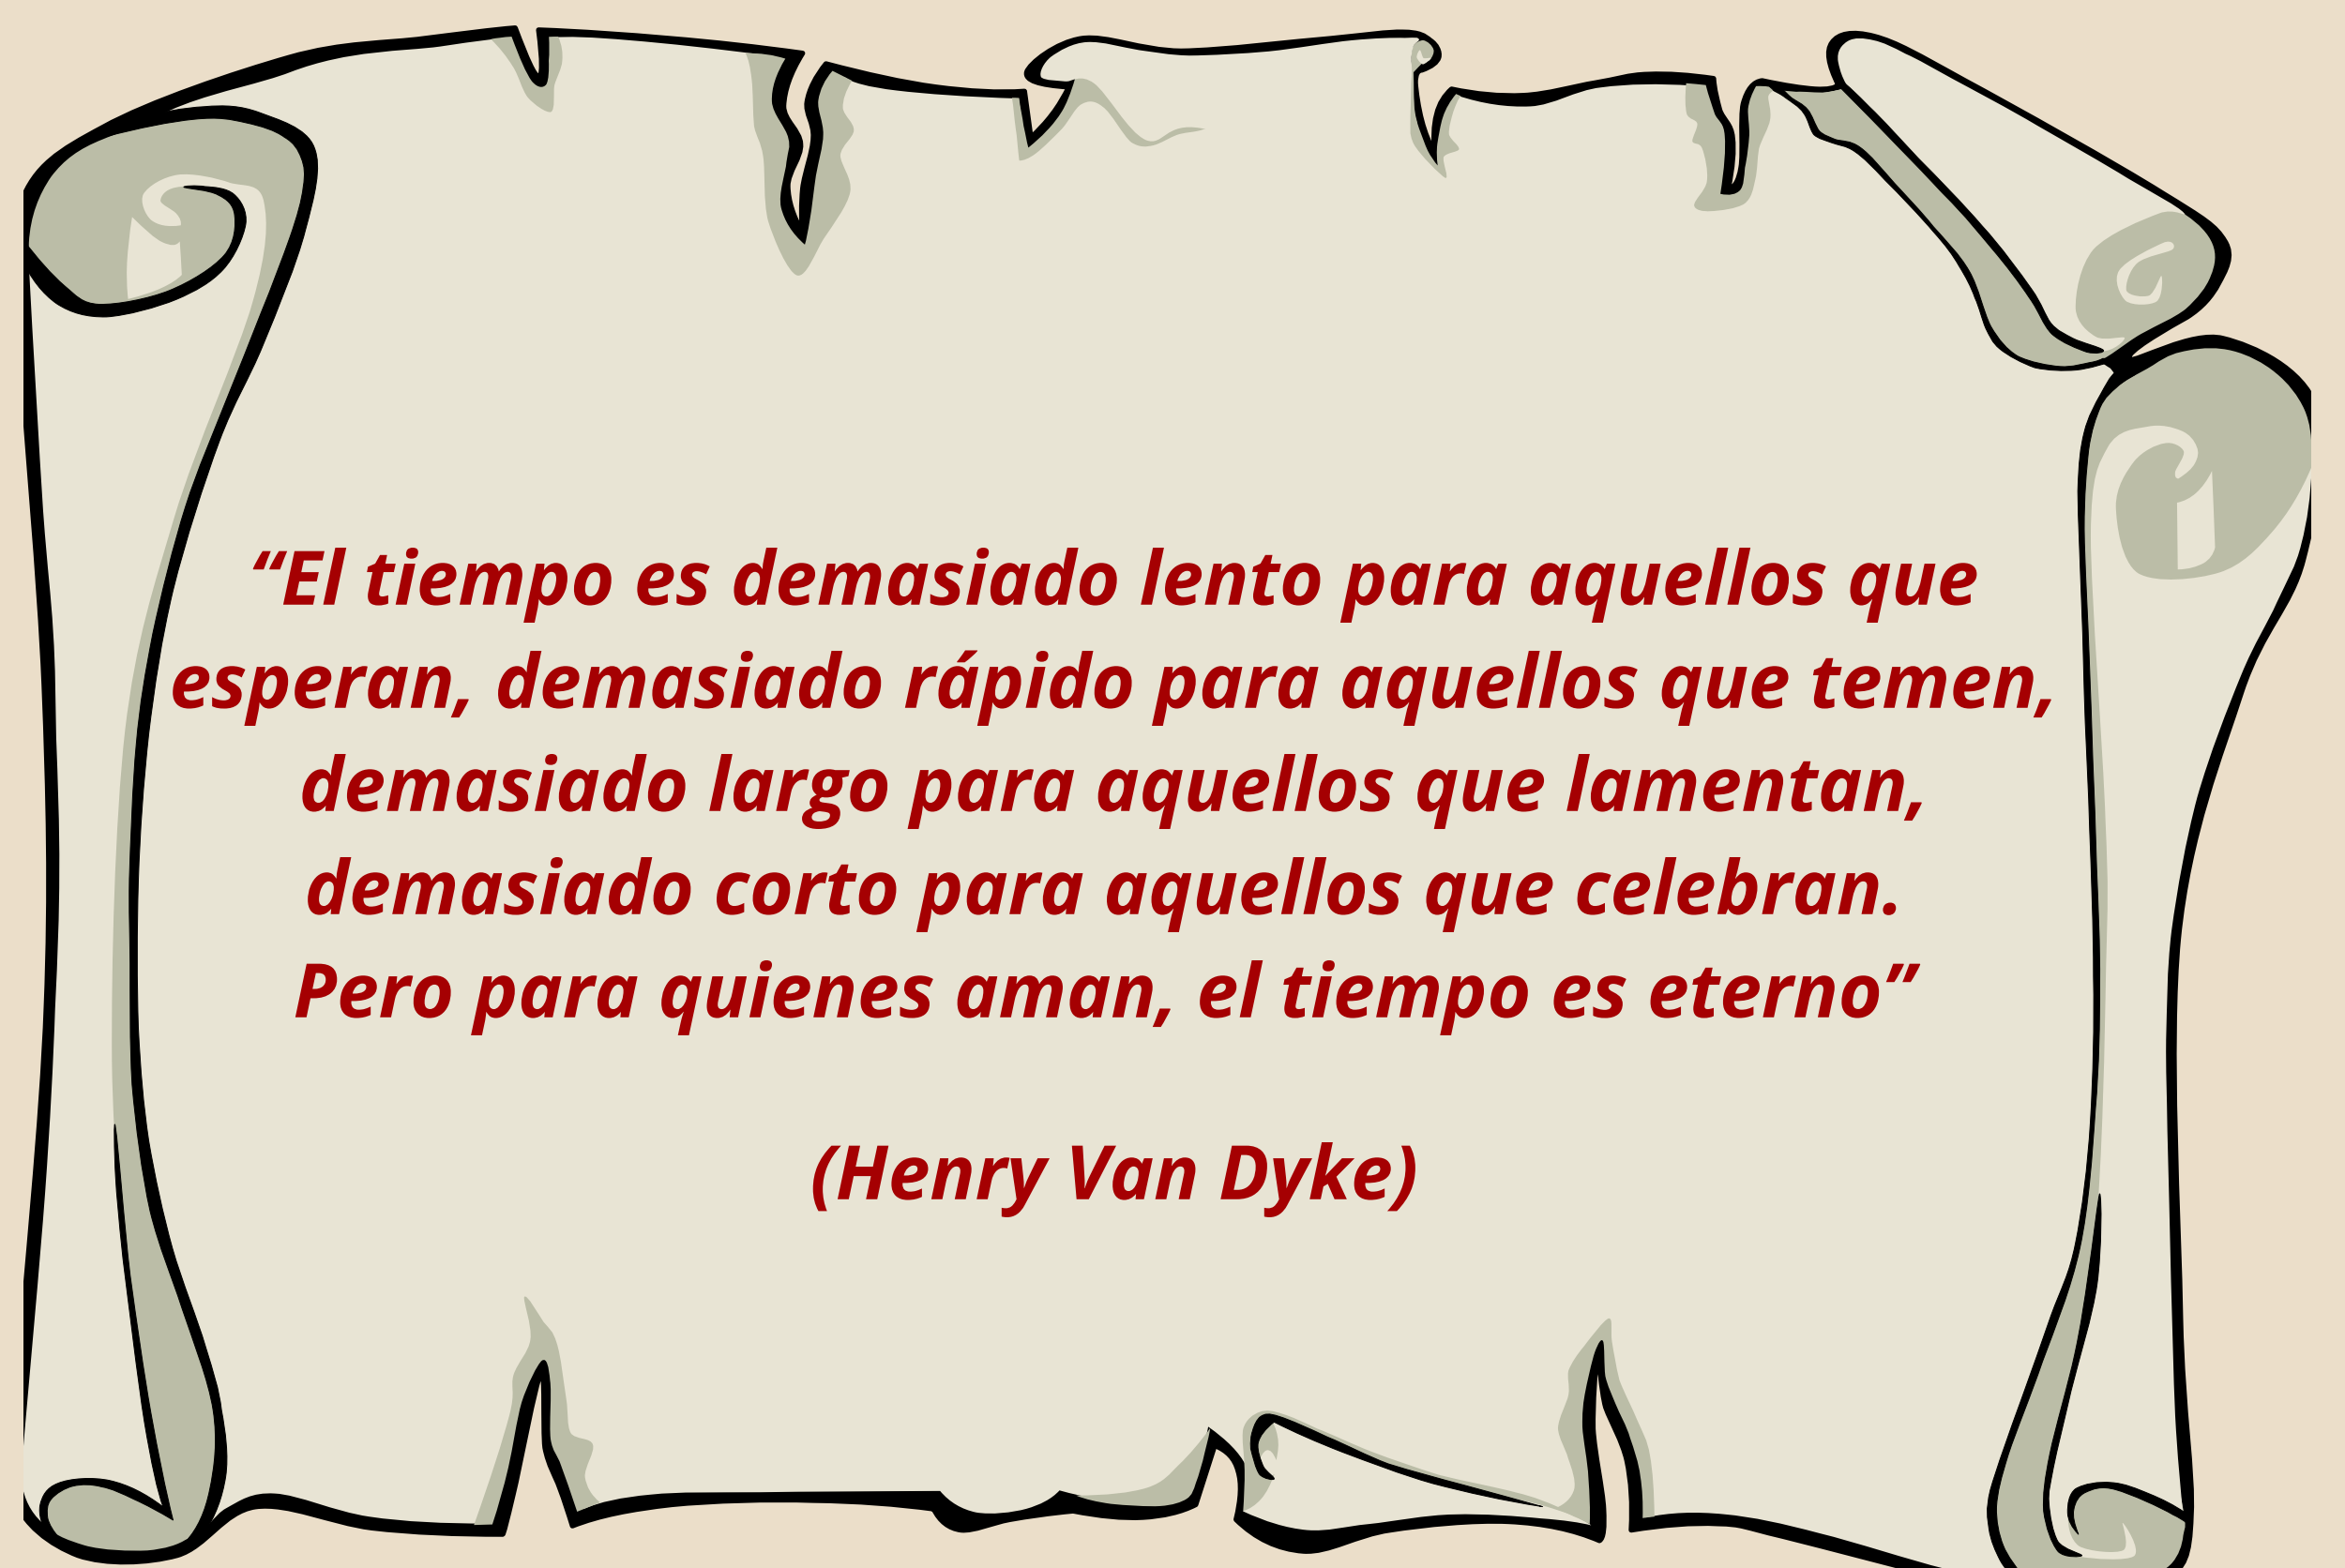 “El tiempo es demasiado lento para aquellos que
esperan, demasiado rápido para aquellos que temen,
demasiado largo para aquellos que lamentan,
demasiado corto para aquellos que celebran.
Pero para quienes aman, el tiempo es eterno”
(Henry Van Dyke)